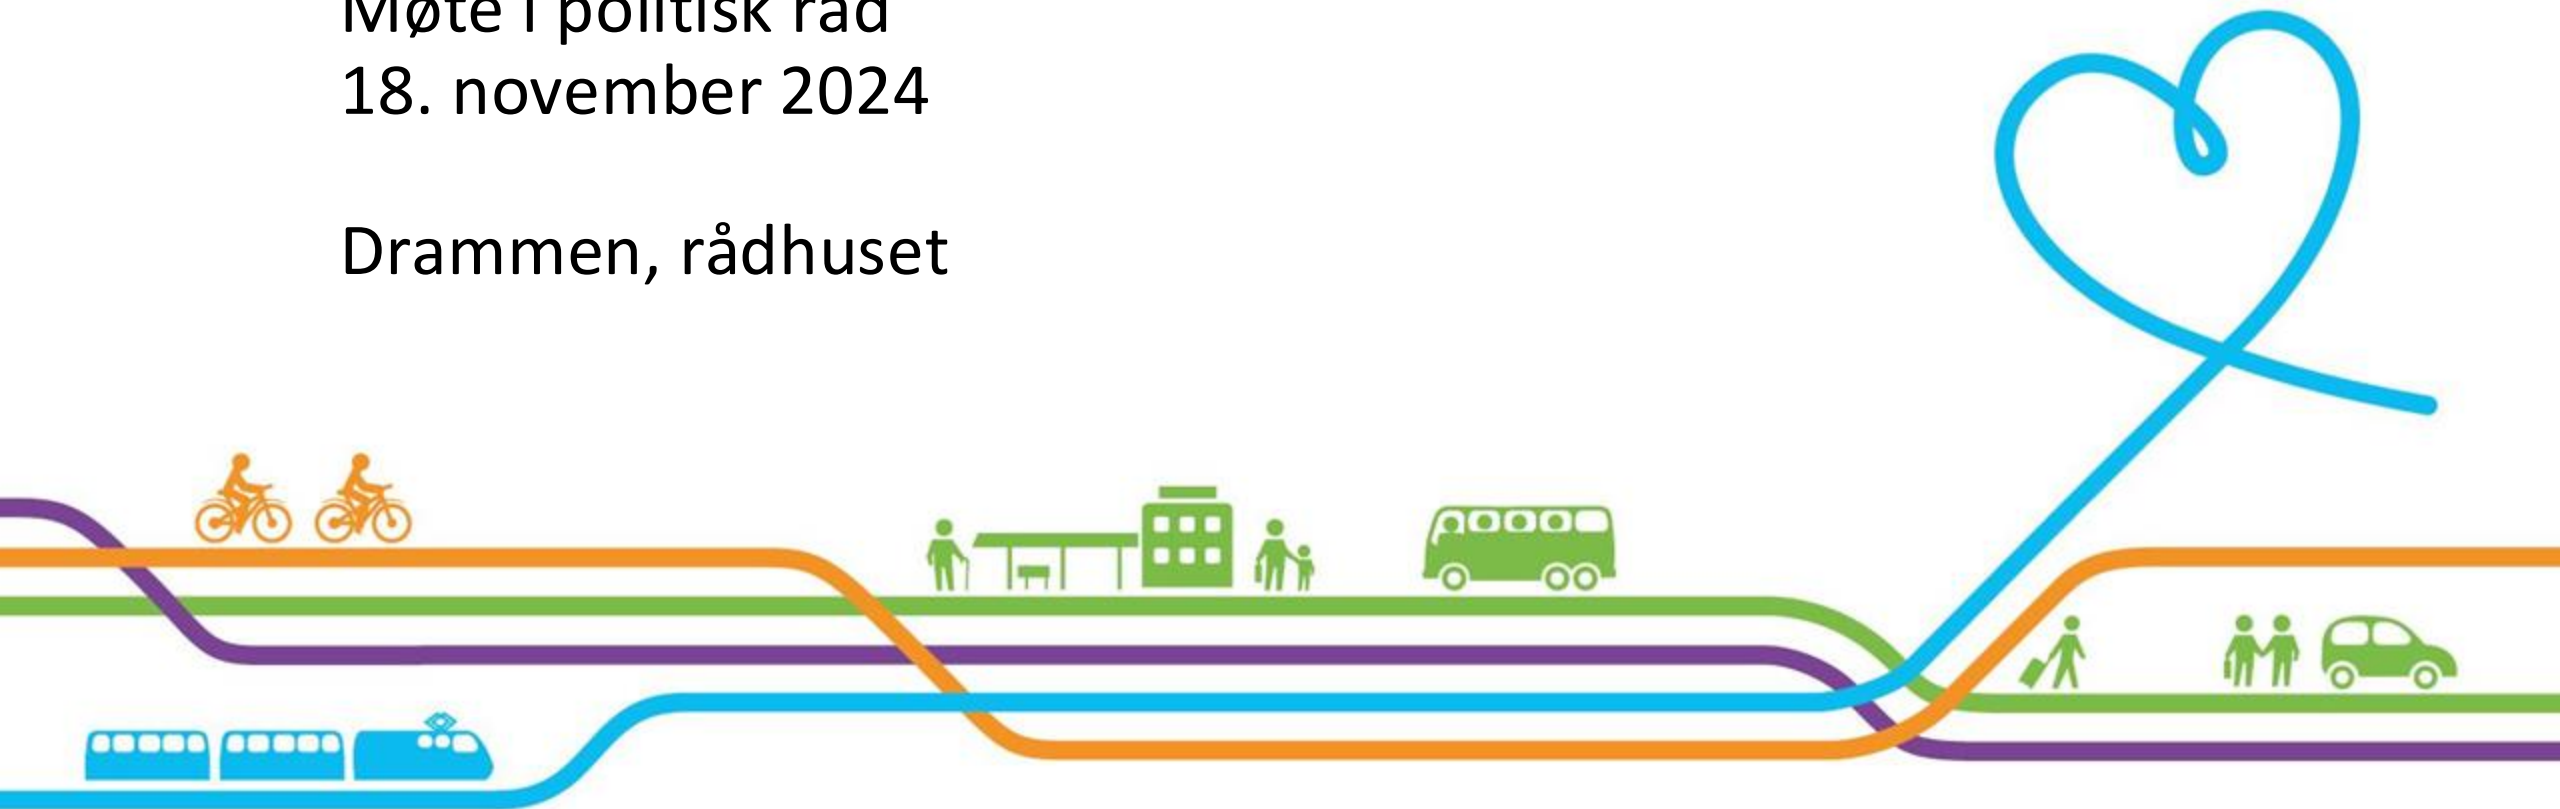 Møte i politisk råd
18. november 2024
Drammen, rådhuset